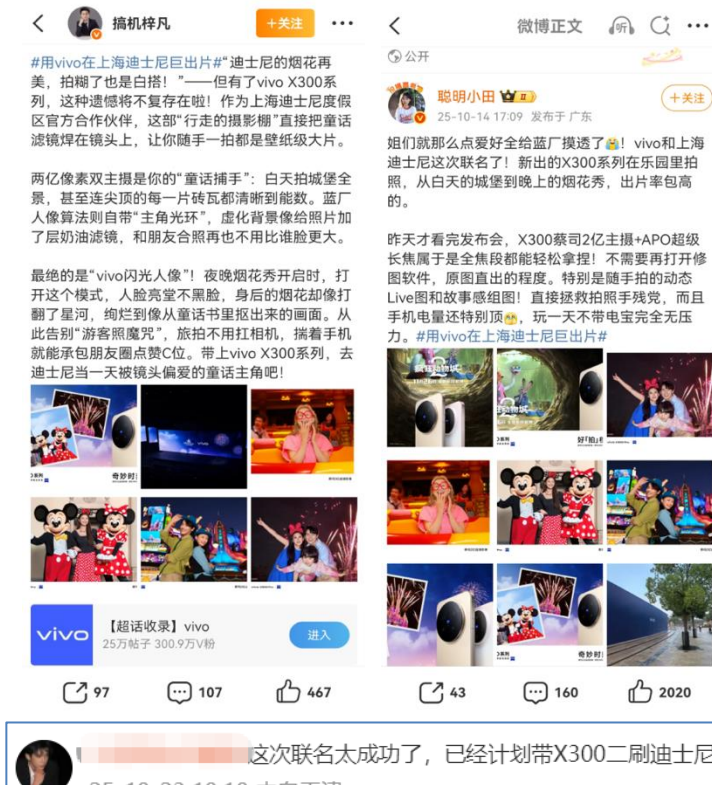 搞机梓凡
+关注
#用vivo在上海迪士尼巨出片#“迪士尼的烟花再
美，拍糊了也是白搭！”——但有了vivo X300系
列，这种遗憾将不复存在啦！作为上海迪士尼度假
区官方合作伙伴，这部“行走的摄影棚”直接把童话
滤镜焊在镜头上，让你随手一拍都是壁纸级大片。
两亿像素双主摄是你的“童话捕手”：白天拍城堡全
景，甚至连尖顶的每一片砖瓦都清晰到能数。蓝厂
人像算法则自带“主角光环”，虚化背景像给照片加
了层奶油滤镜，和朋友合照再也不用比谁脸更大。
最绝的是“vivo闪光人像”！夜晚烟花秀开启时，打
开这个模式，人脸亮堂不黑脸，身后的烟花却像打
翻了星河，绚烂到像从童话书里抠出来的画面。从
此告别“游客照魔咒”，旅拍不用扛相机，揣着手机
就能承包朋友圈点赞C位。带上vivo X300系列，去
迪士尼当一天被镜头偏爱的童话主角吧！
vivo
奇妙时
vivo
【超话收录】vivo
25万帖子 300.9万V粉
进入
97
107
467
微博正文
听
公开
聪明小田
II
+关注
25-10-14 17:09 发布于 广东
姐们就那么点爱好全给蓝厂摸透了！vivo和上海
迪士尼这次联名了！新出的X300系列在乐园里拍
照，从白天的城堡到晚上的烟花秀，出片率包高
的。
昨天才看完发布会，X300蔡司2亿主摄+APO超级
长焦属于是全焦段都能轻松拿捏！不需要再打开修
图软件，原图直出的程度。特别是随手拍的动态
Live图和故事感组图！直接拯救拍照手残党，而且
手机电量还特别顶，玩一天不带电宝完全无压
力。#用vivo在上海迪士尼巨出片#
疯狂动物城
动物城
2
好「拍」
奇妙时
43
160
2020
这次联名太成功了，已经计划带X300二刷迪士尼